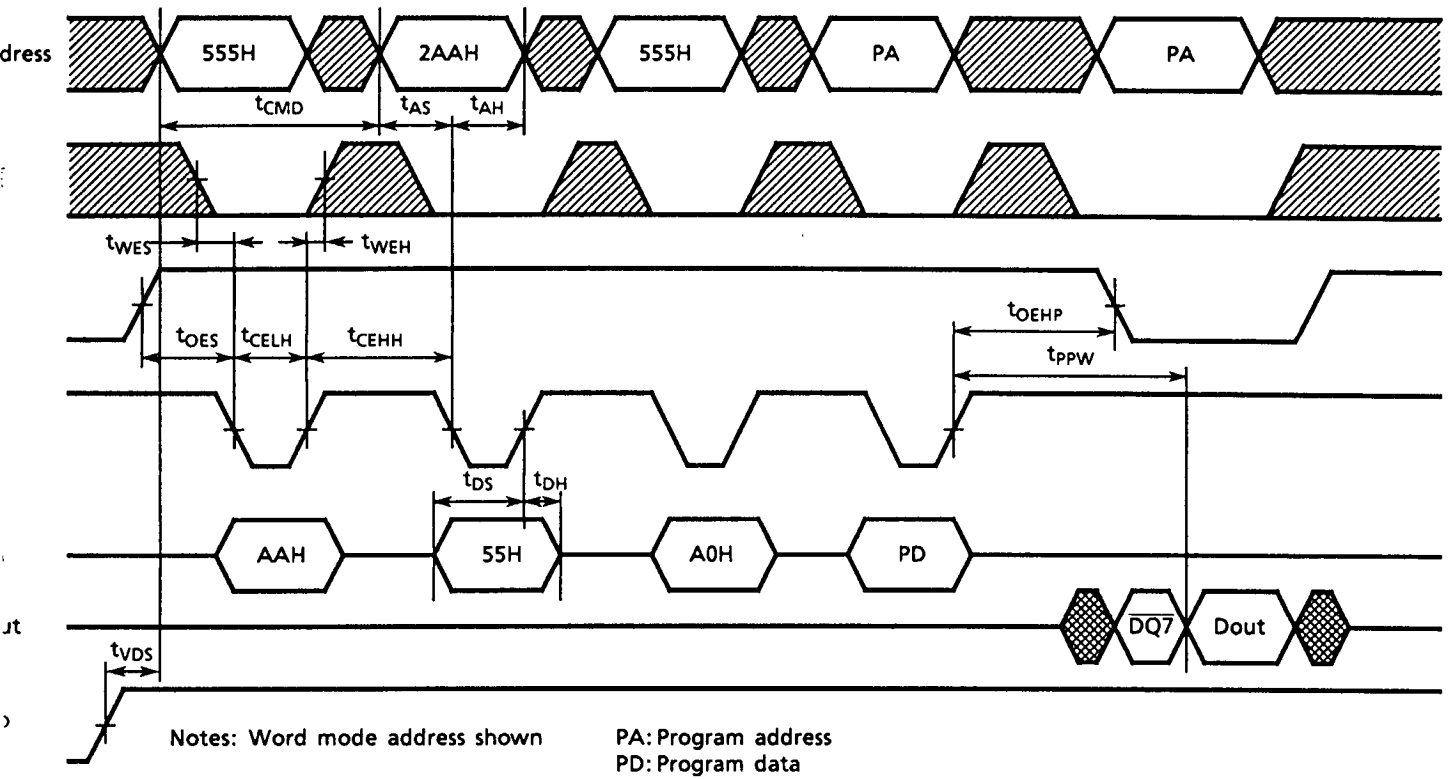 dress 555H 2AAH 555H PA PA
tCMD tAS tAH
tWES tWEH
tOES tCELH tCEHH tOEHP
tPPW
tDS tDH
AAH 55H A0H PD
ut DQ7 Dout
tVDS
Notes: Word mode address shown PA: Program address
PD: Program data